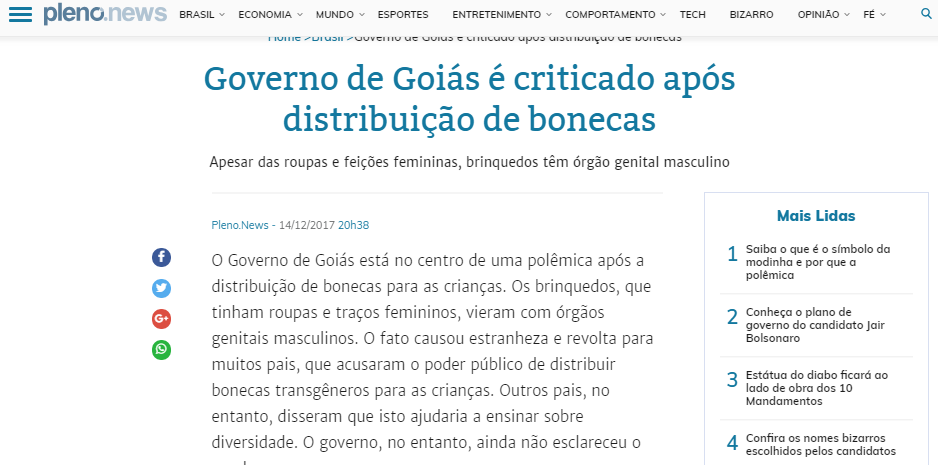 pleno.news BRASIL ECONOMIA MUNDO ESPORTES ENTRETENIMENTO COMPORTAMENTO TECH BIZARRO OPINIÃO FÉ
Home >Brasil >Governo de Goiás é criticado após distribuição de bonecas
Governo de Goiás é criticado após
distribuição de bonecas
Apesar das roupas e feições femininas, brinquedos têm órgão genital masculino
Pleno.News - 14/12/2017 20h38
O Governo de Goiás está no centro de uma polêmica após a
distribuição de bonecas para as crianças. Os brinquedos, que
tinham roupas e traços femininos, vieram com órgãos
genitais masculinos. O fato causou estranheza e revolta para
muitos pais, que acusaram o poder público de distribuir
bonecas transgêneros para as crianças. Outros pais, no
entanto, disseram que isto ajudaria a ensinar sobre
diversidade. O governo, no entanto, ainda não esclareceu o
Mais Lidas
1 Saiba o que é o símbolo da
modinha e por que a
polêmica
2 Conheça o plano de
governo do candidato Jair
Bolsonaro
3 Estátua do diabo ficará ao
lado de obra dos 10
Mandamentos
4 Confira os nomes bizarros
escolhidos pelos candidatos